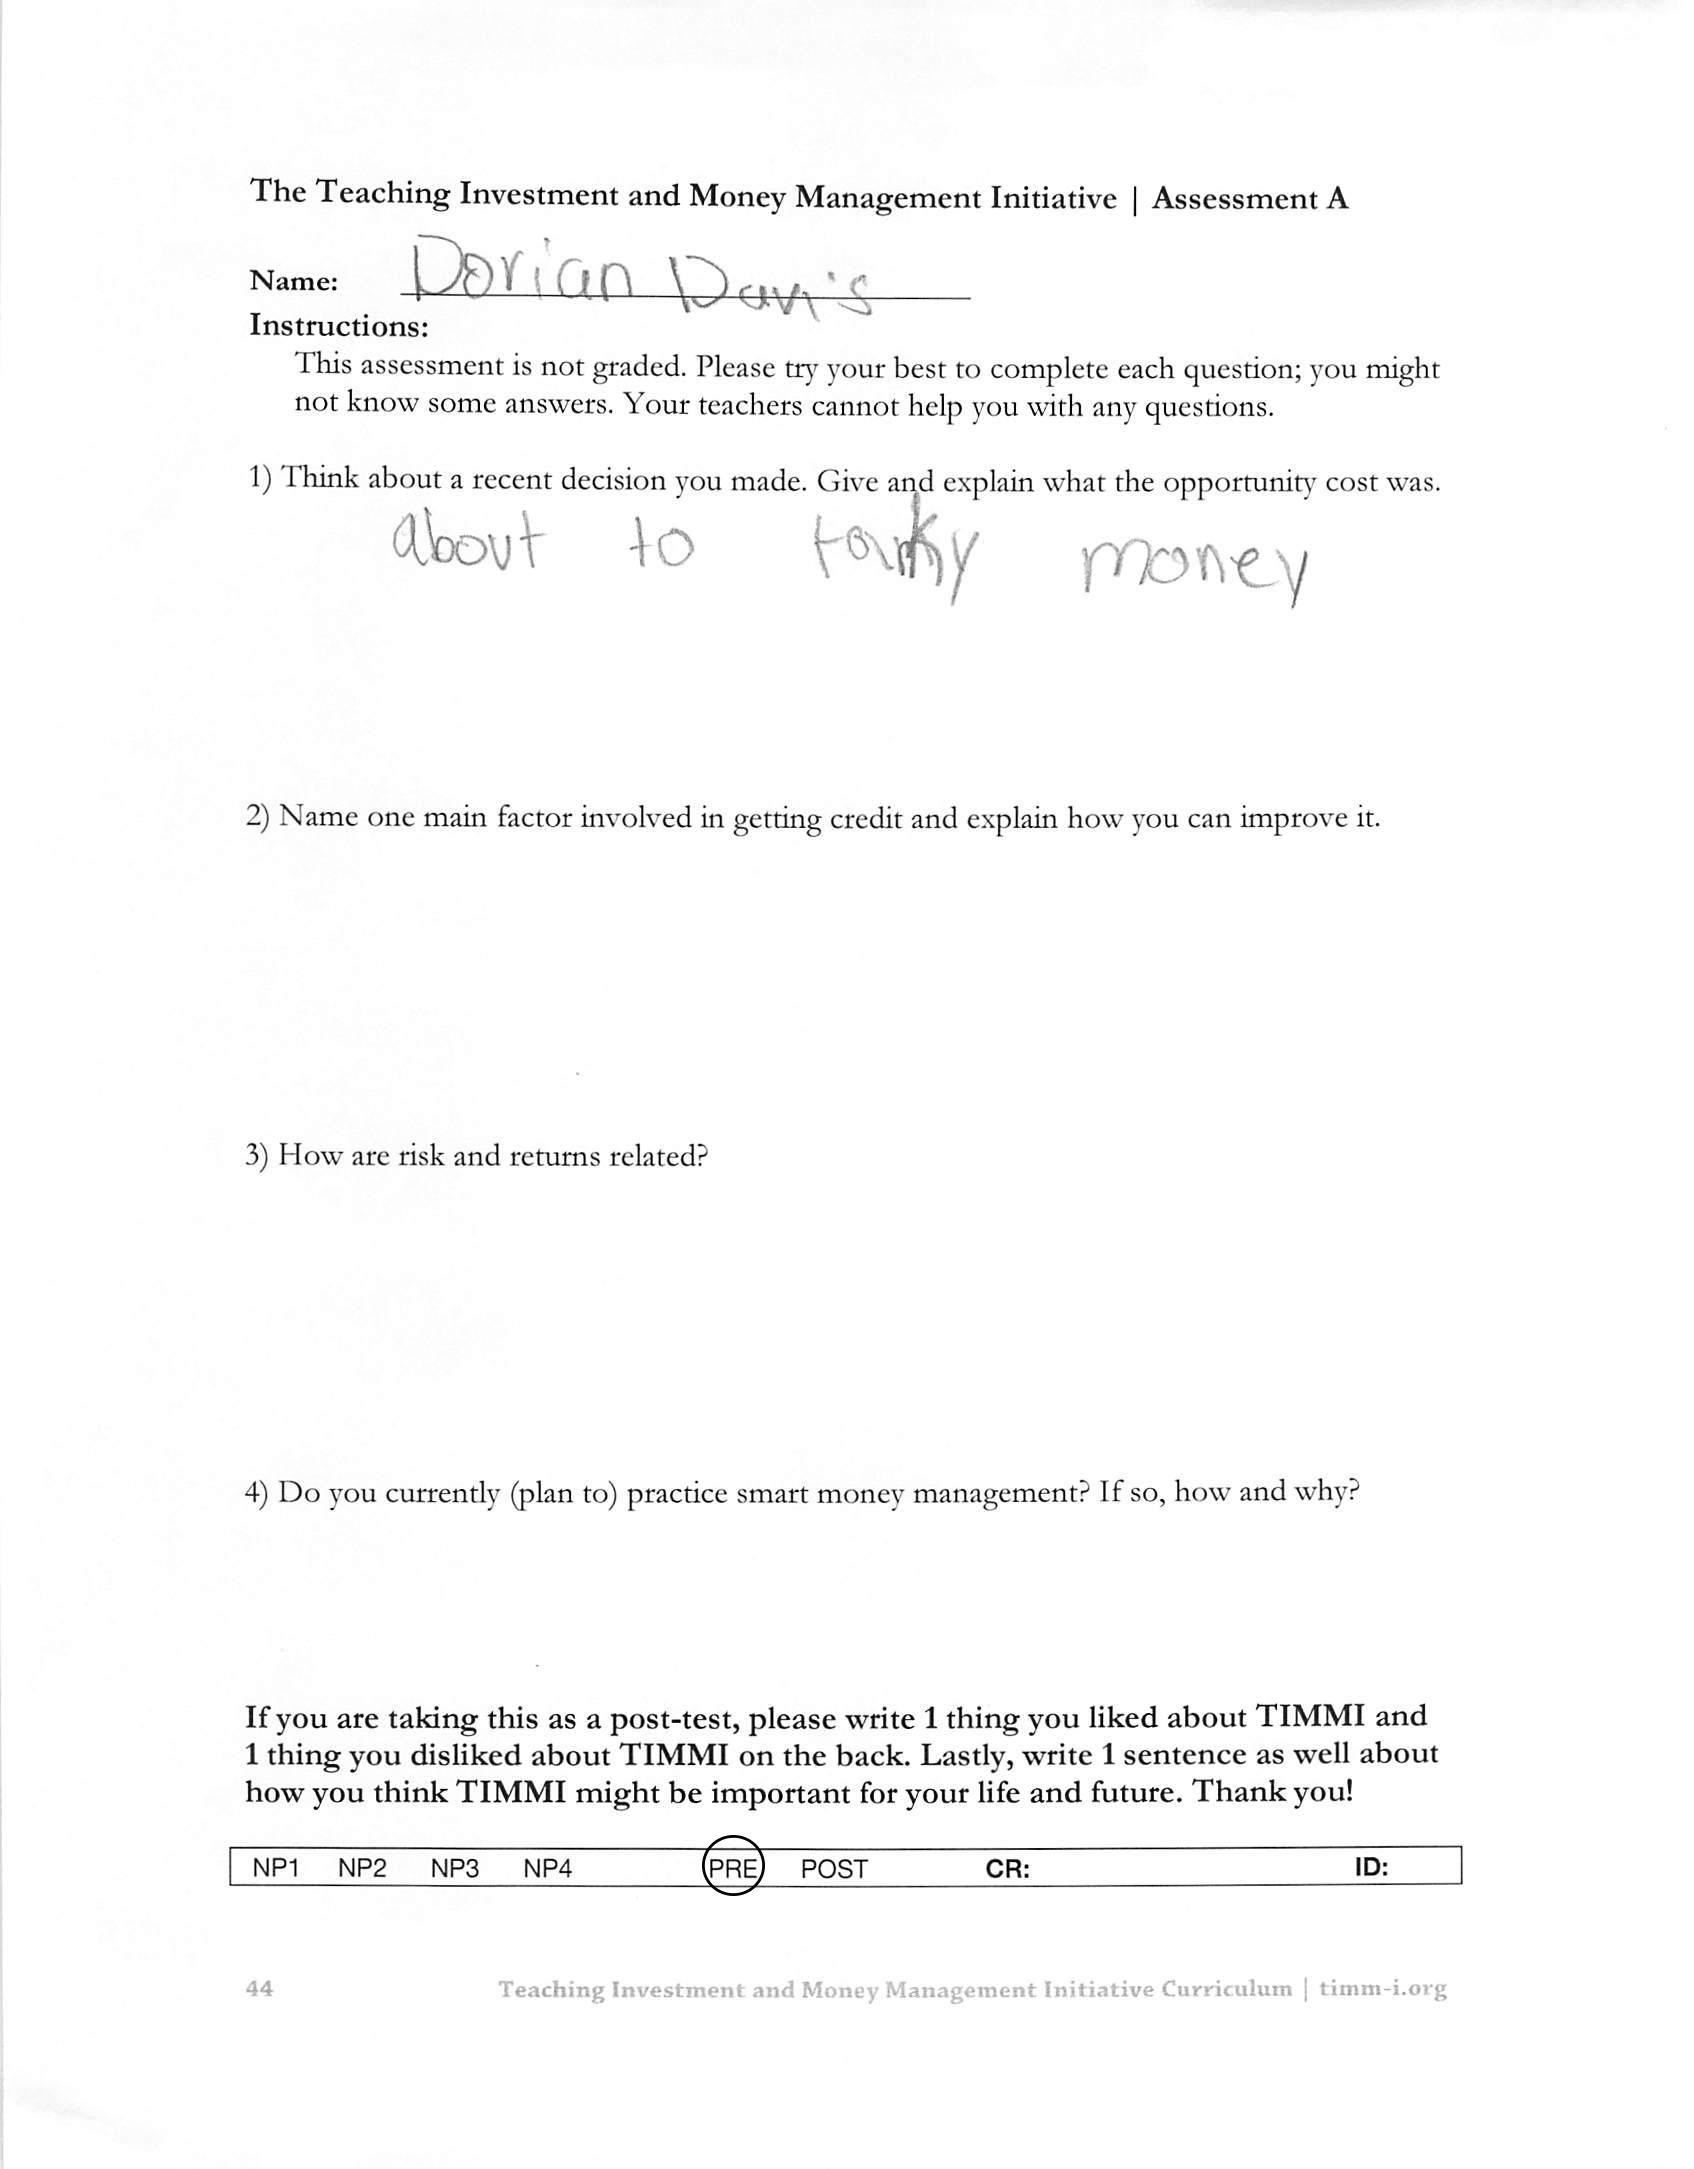 The Teaching Investment and Money Management Initiative | Assessment A
Name: Dorian Davis
Instructions:
This assessment is not graded. Please try your best to complete each question; you might
not know some answers. Your teachers cannot help you with any questions.
1) Think about a recent decision you made. Give and explain what the opportunity cost was.
about to money
2) Name one main factor involved in getting credit and explain how you can improve it.
3) How are risk and returns related?
4) Do you currently (plan to) practice smart money management? If so, how and why?
If you are taking this as a post-test, please write 1 thing you liked about TIMMI and
1 thing you disliked about TIMMI on the back. Lastly, write 1 sentence as well about
how you think TIMMI might be important for your life and future. Thank you!
NP1 NP2 NP3 NP4 PRE POST CR: ID:
44 Teaching Investment and Money Management Initiative Curriculum | timm-i.org